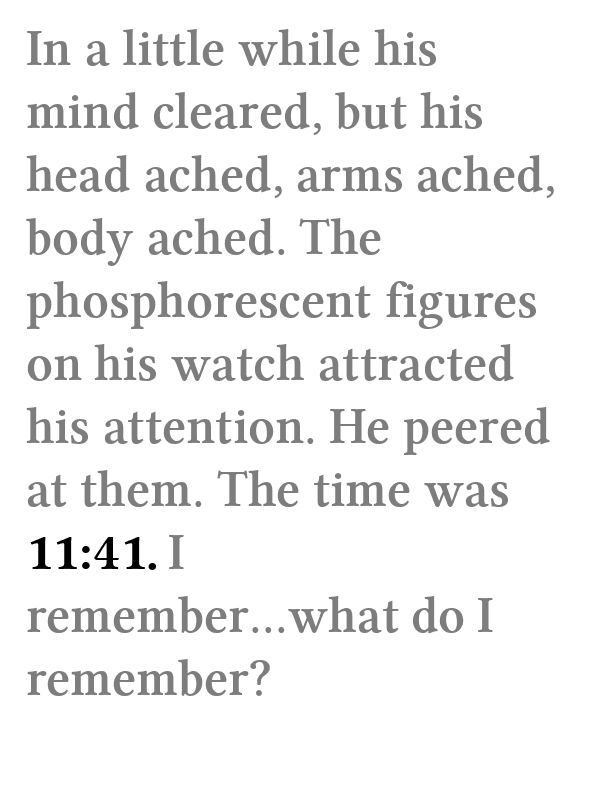 In a little while his
mind cleared, but his
head ached, arms ached,
body ached. The
phosphorescent figures
on his watch attracted
his attention. He peered
at them. The time was
11:41. I
remember...what do I
remember?